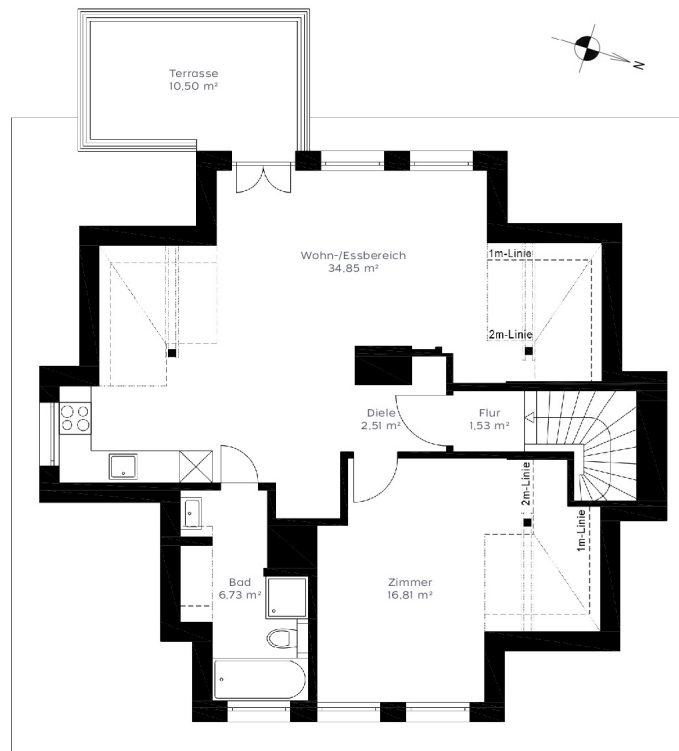 Terrasse
10,50 m²
N
Wohn-/Essbereich
34,85 m²
1m-Linie
2m-Linie
Diele
2,51 m²
Flur
1,53 m²
2m-Linie
1m-Linie
Bad
6,73 m²
Zimmer
16,81 m²